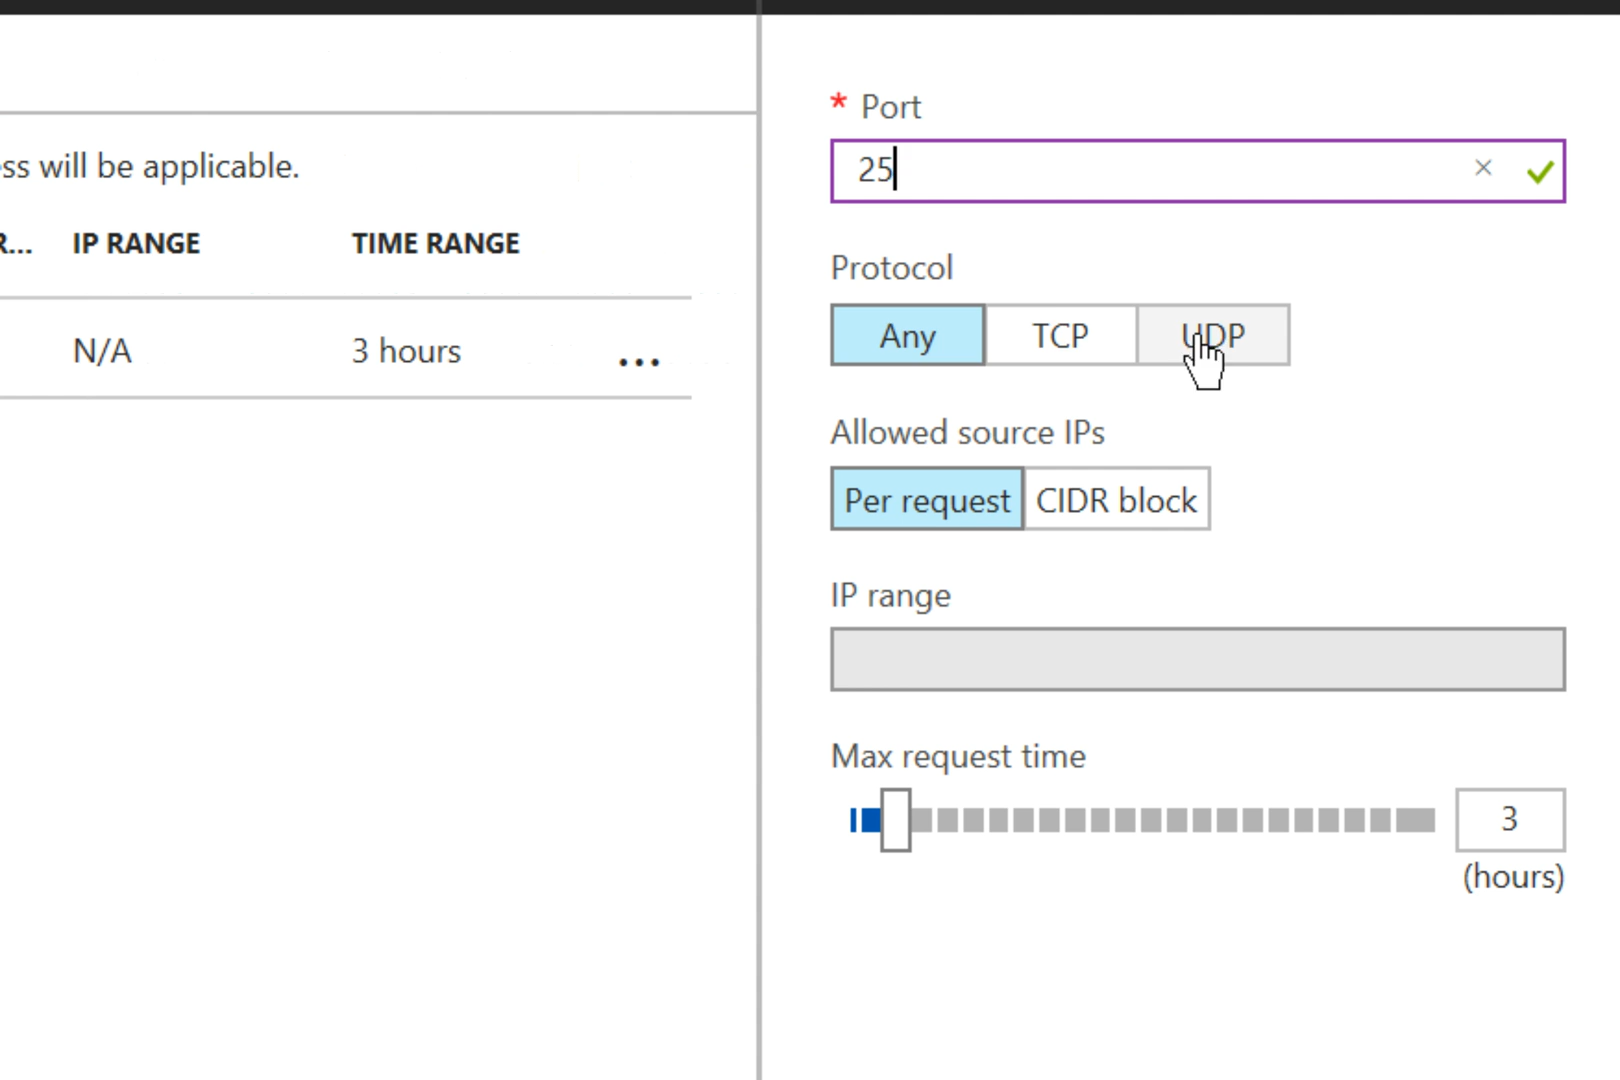 ss will be applicable.
R... IP RANGE TIME RANGE
N/A 3 hours ...
* Port
25
Protocol
Any TCP UDP
Allowed source IPs
Per request CIDR block
IP range
Max request time
3
(hours)